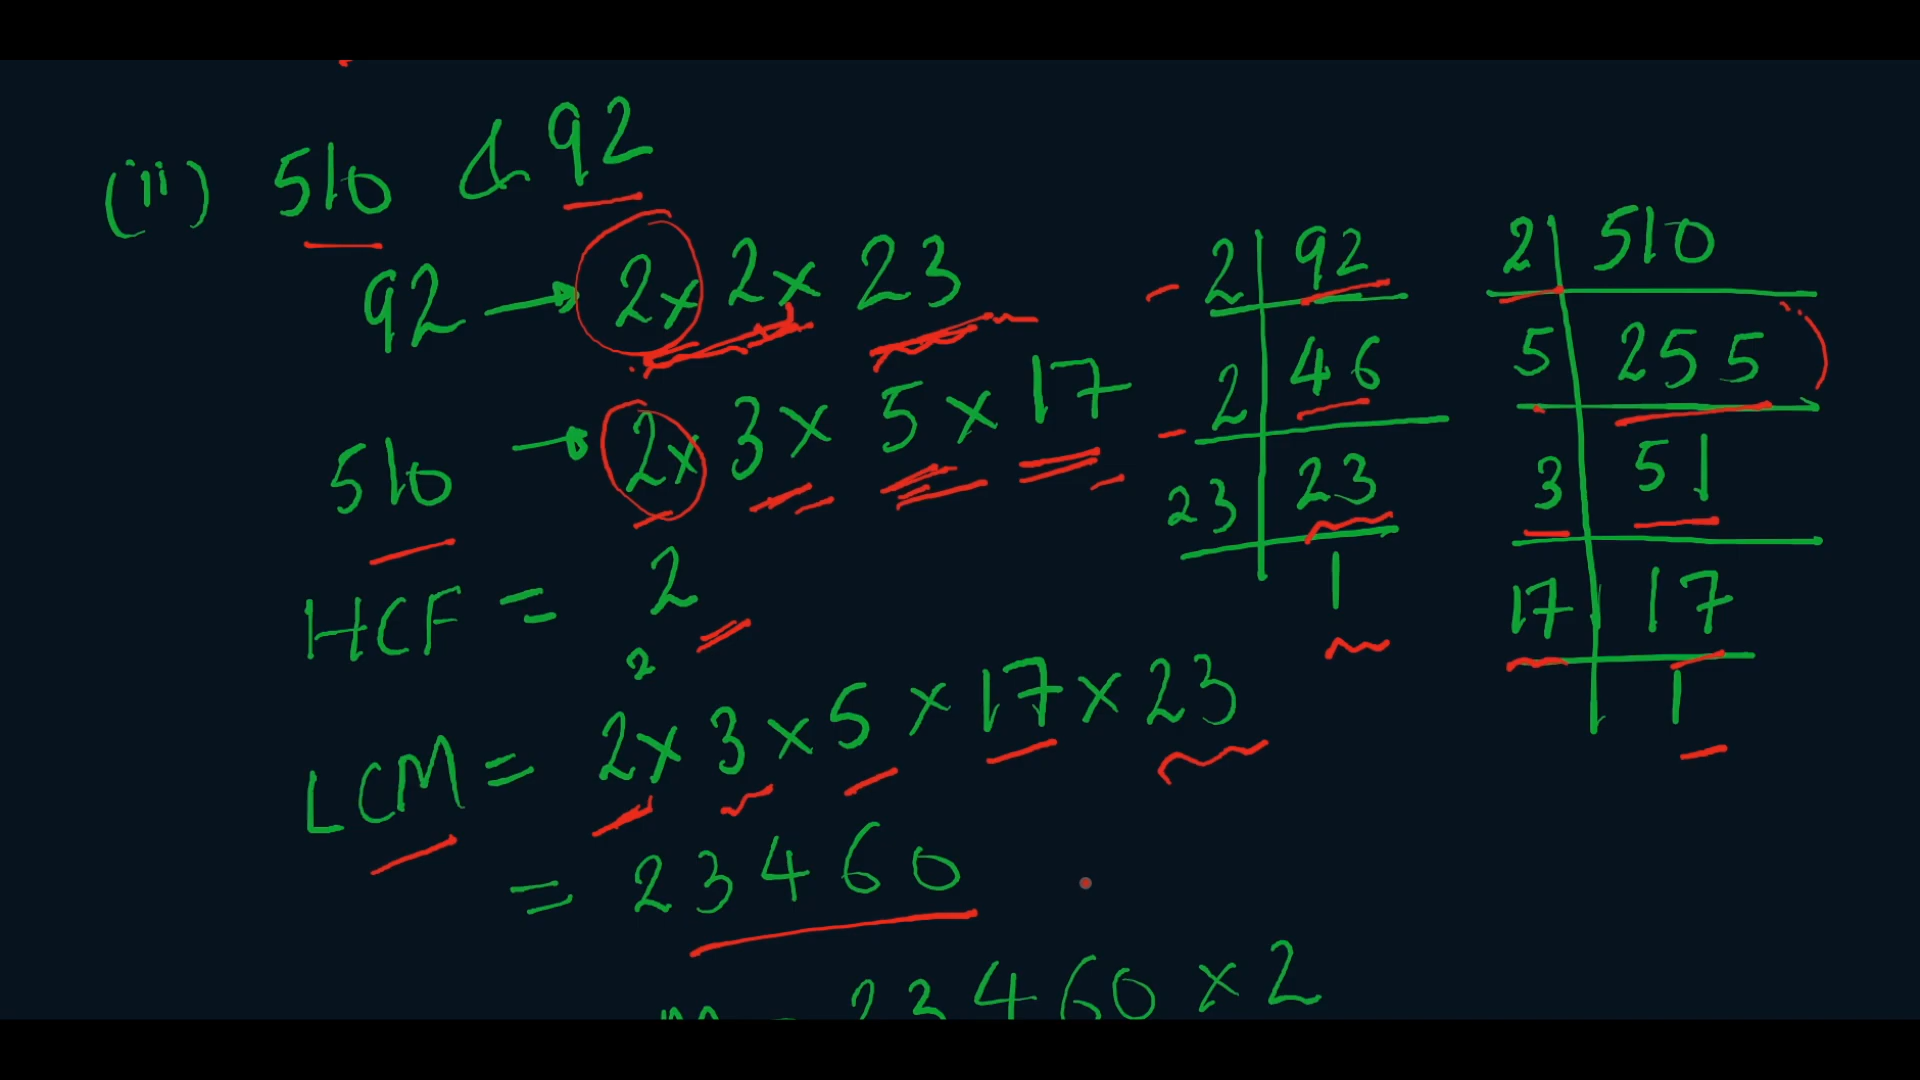 (ii) 510 & 92
92 → 2 x 2 x 23
510 → 2 x 3 x 5 x 17
HCF = 2
LCM = 2² x 3 x 5 x 17 x 23
= 23460
23460 x 2
2 | 92
2 | 46
23 | 23
1
2 | 510
5 | 255
3 | 51
17 | 17
1